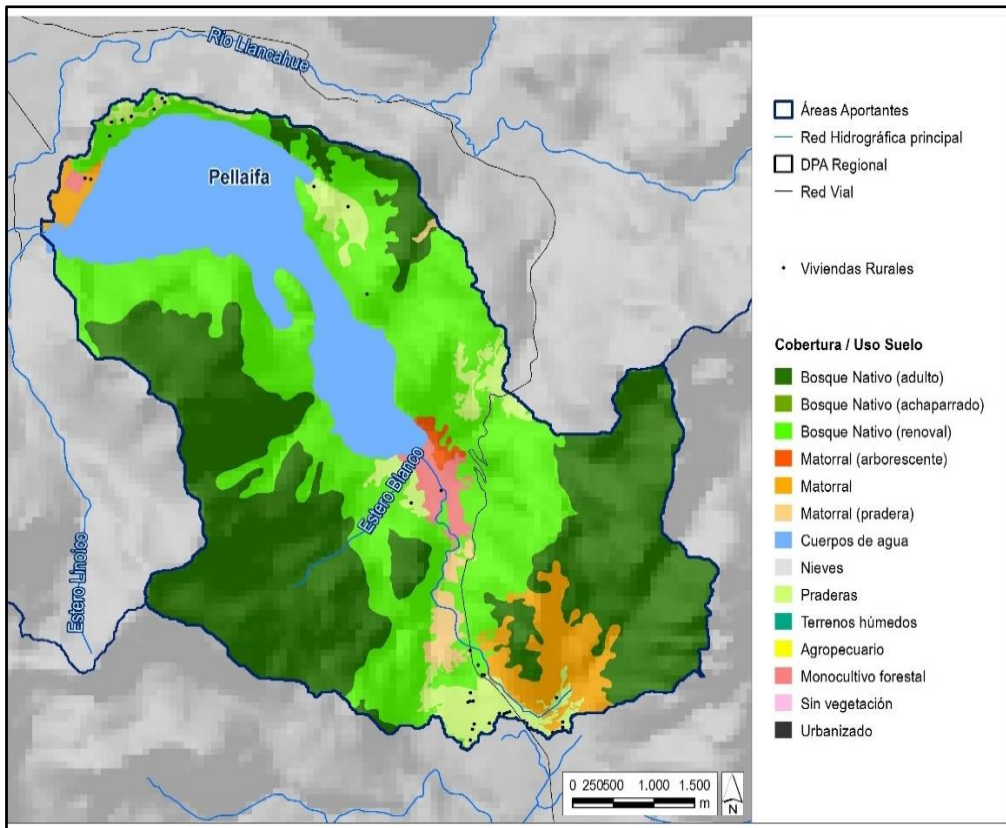 Río Llancahue
Pellaifa
Estero Blanco
Estero Linoico
0 250500 1.000 1.500
m
N
Áreas Aportantes
Red Hidrográfica principal
DPA Regional
Red Vial
Viviendas Rurales
Cobertura / Uso Suelo
Bosque Nativo (adulto)
Bosque Nativo (achaparrado)
Bosque Nativo (renoval)
Matorral (arborescente)
Matorral
Matorral (pradera)
Cuerpos de agua
Nieves
Praderas
Terrenos húmedos
Agropecuario
Monocultivo forestal
Sin vegetación
Urbanizado